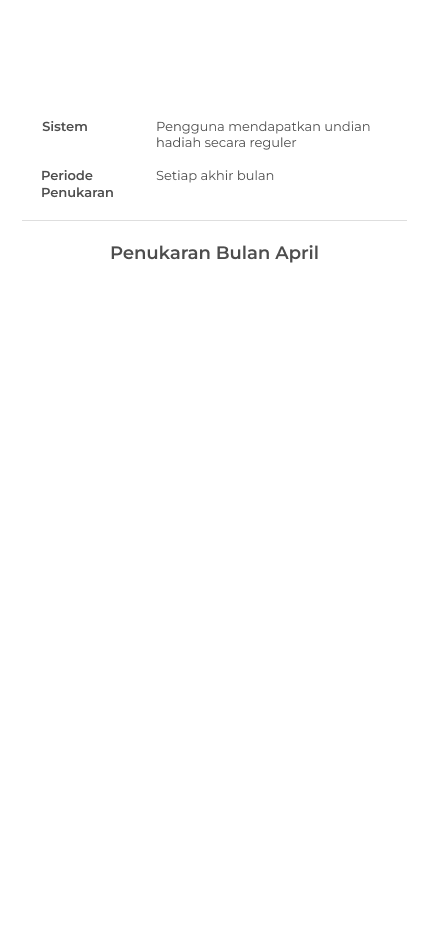 Sistem
Pengguna mendapatkan undian
hadiah secara reguler
Periode
Penukaran
Setiap akhir bulan
Penukaran Bulan April